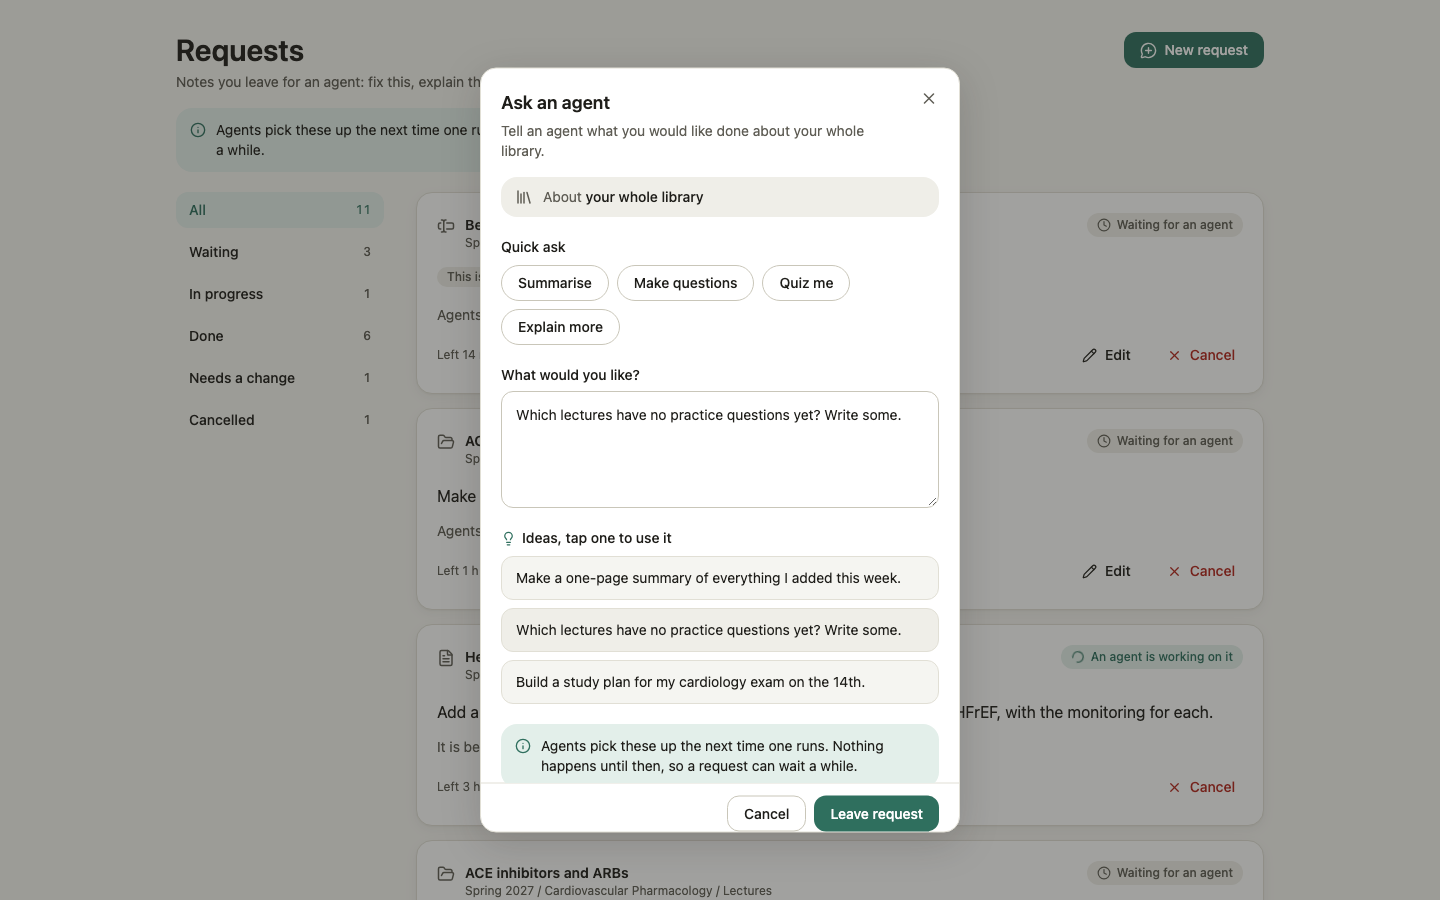 Requests
New request
Notes you leave for an agent: fix this, explain
Agents pick these up the next time one
a while.
All 11
Waiting 3
In progress 1
Done 6
Needs a change 1
Cancelled 1
Waiting for an agent
This
Agents
Left 14
Edit
Cancel
Waiting for an agent
Make
Agents
Left 1 h
Edit
Cancel
An agent is working on it
Add a
HFrEF, with the monitoring for each.
It is be
Left 3 h
Cancel
ACE inhibitors and ARBs
Spring 2027 / Cardiovascular Pharmacology / Lectures
Waiting for an agent
Ask an agent
Tell an agent what you would like done about your whole
library.
About your whole library
Quick ask
Summarise
Make questions
Quiz me
Explain more
What would you like?
Which lectures have no practice questions yet? Write some.
Ideas, tap one to use it
Make a one-page summary of everything I added this week.
Which lectures have no practice questions yet? Write some.
Build a study plan for my cardiology exam on the 14th.
Agents pick these up the next time one runs. Nothing
happens until then, so a request can wait a while.
Cancel
Leave request